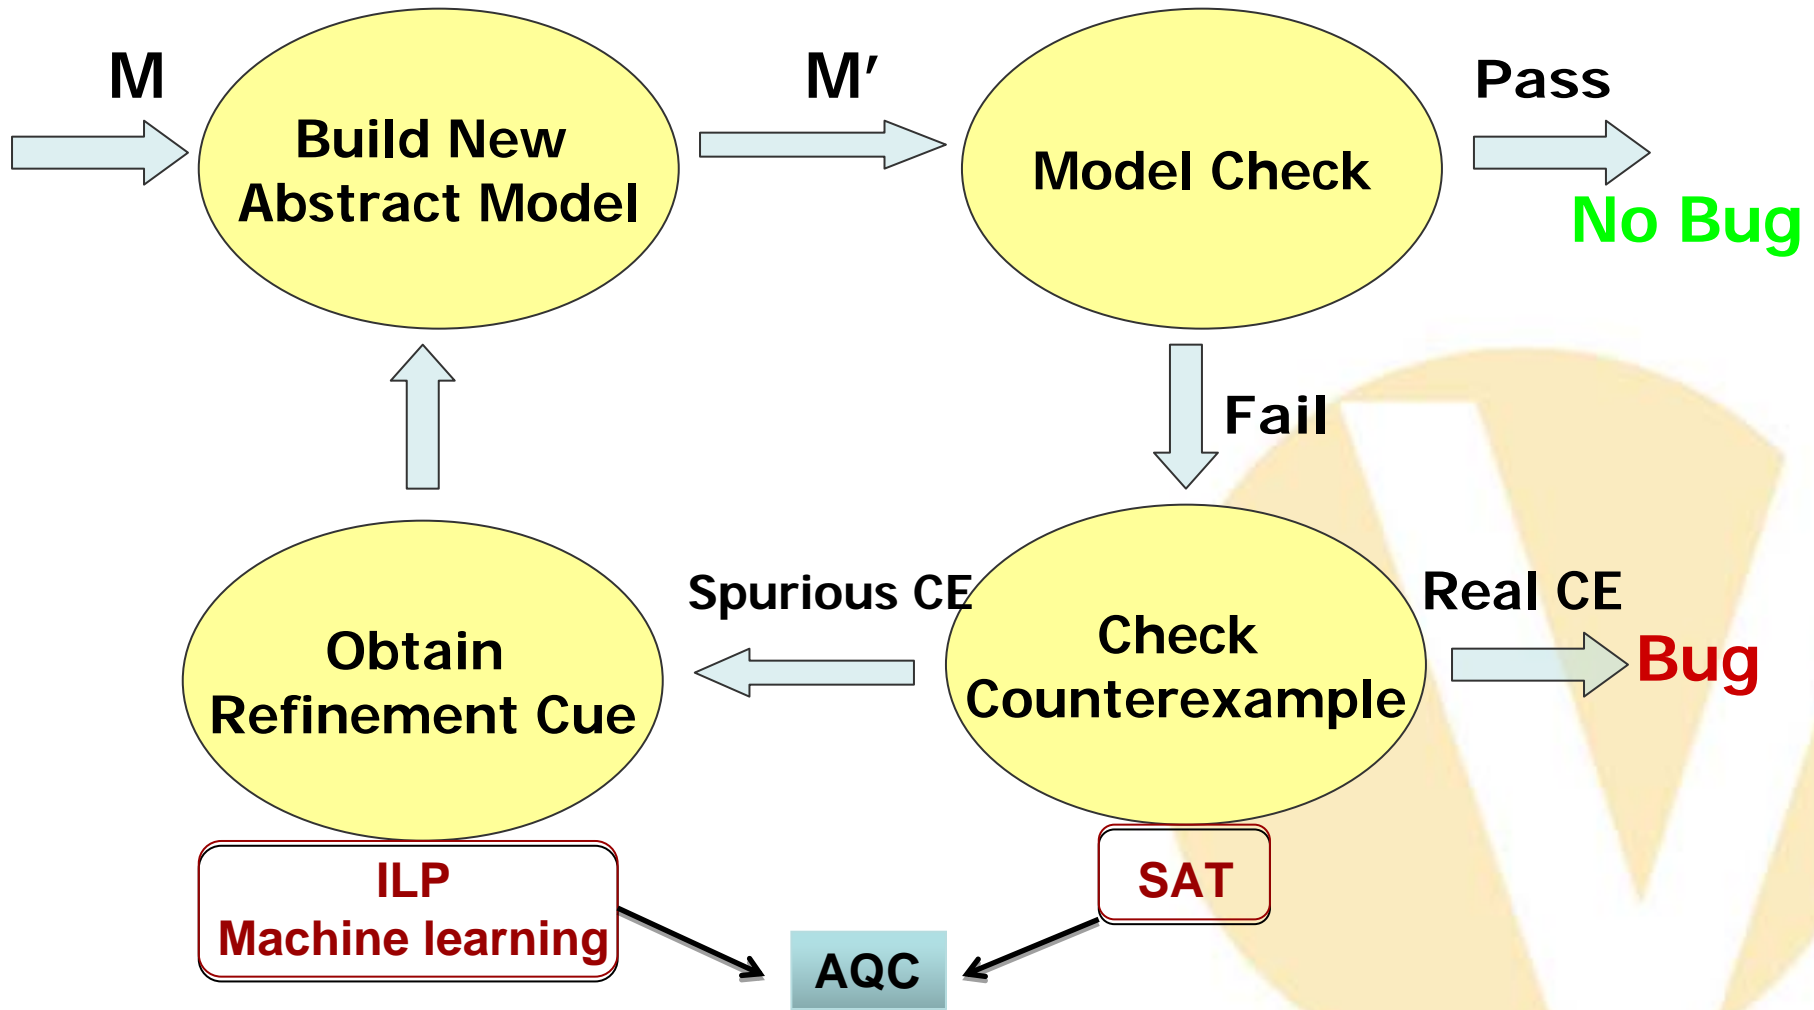 M
M’
Pass
Build New
Abstract Model
Model Check
No Bug
Fail
Spurious CE
Real CE
Obtain
Refinement Cue
Check
Counterexample
Bug
ILP
Machine learning
SAT
AQC